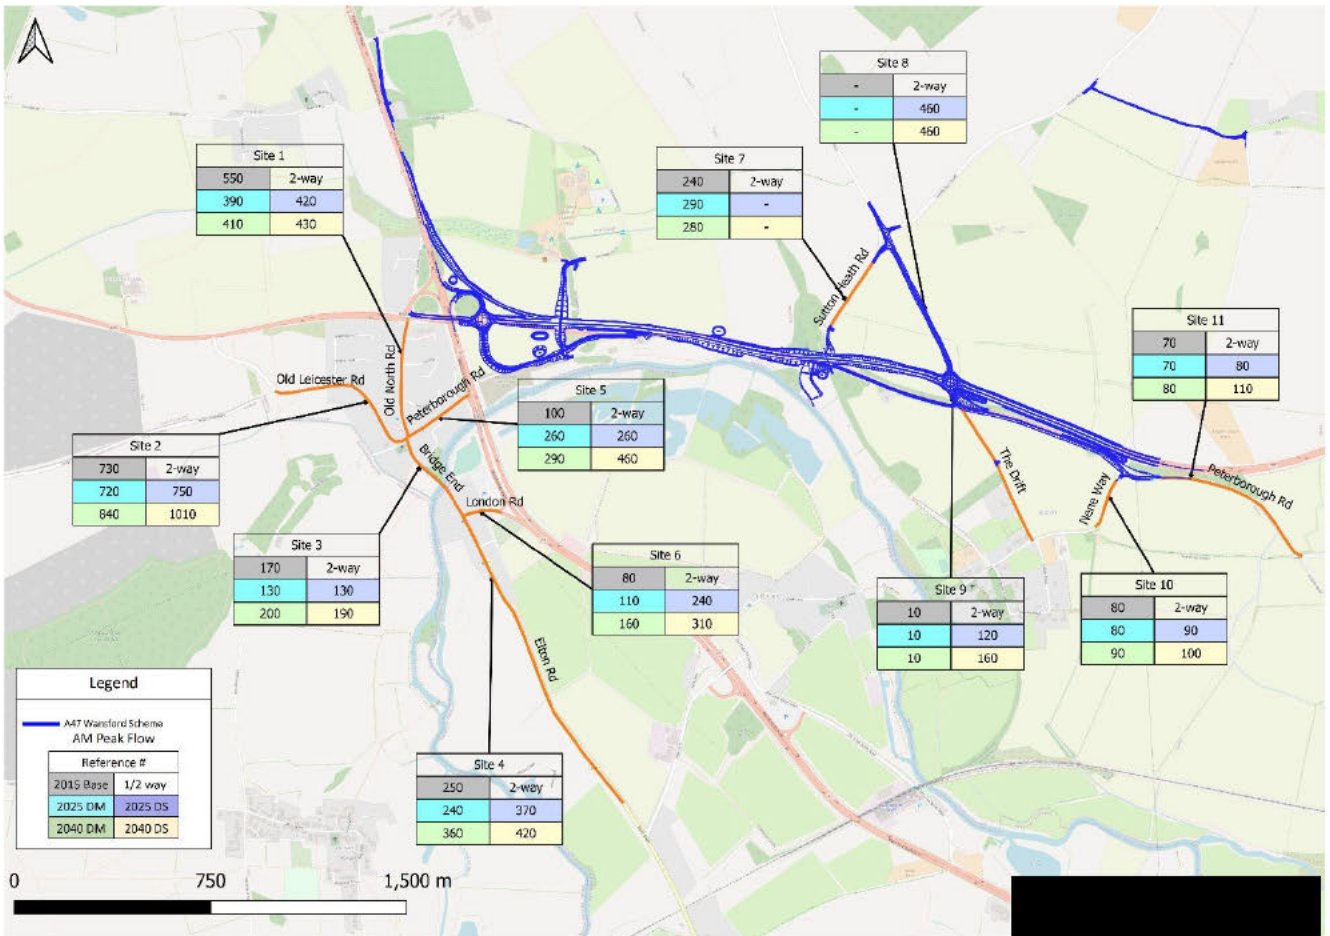 Site 8
- 2-way
- 460
- 460
Site 1
550 2-way
390 420
410 430
Site 7
240 2-way
290 -
280 -
Sutton Heath Rd
Site 11
70 2-way
70 80
80 110
Old North Rd
Old Leicester Rd
Peterborough Rd
Site 5
100 2-way
260 260
290 460
Site 2
730 2-way
720 750
840 1010
Bridge End
London Rd
The Drift
Nene Way
Peterborough Rd
Site 3
170 2-way
130 130
200 190
Site 6
80 2-way
110 240
160 310
Site 9
10 2-way
10 120
10 160
Site 10
80 2-way
80 90
90 100
Elton Rd
Legend
A47 Wansford Scheme
AM Peak Flow
Reference #
2015 Base 1/2 way
2025 DM 2025 DS
2040 DM 2040 DS
Site 4
250 2-way
240 370
360 420
0 750 1,500 m